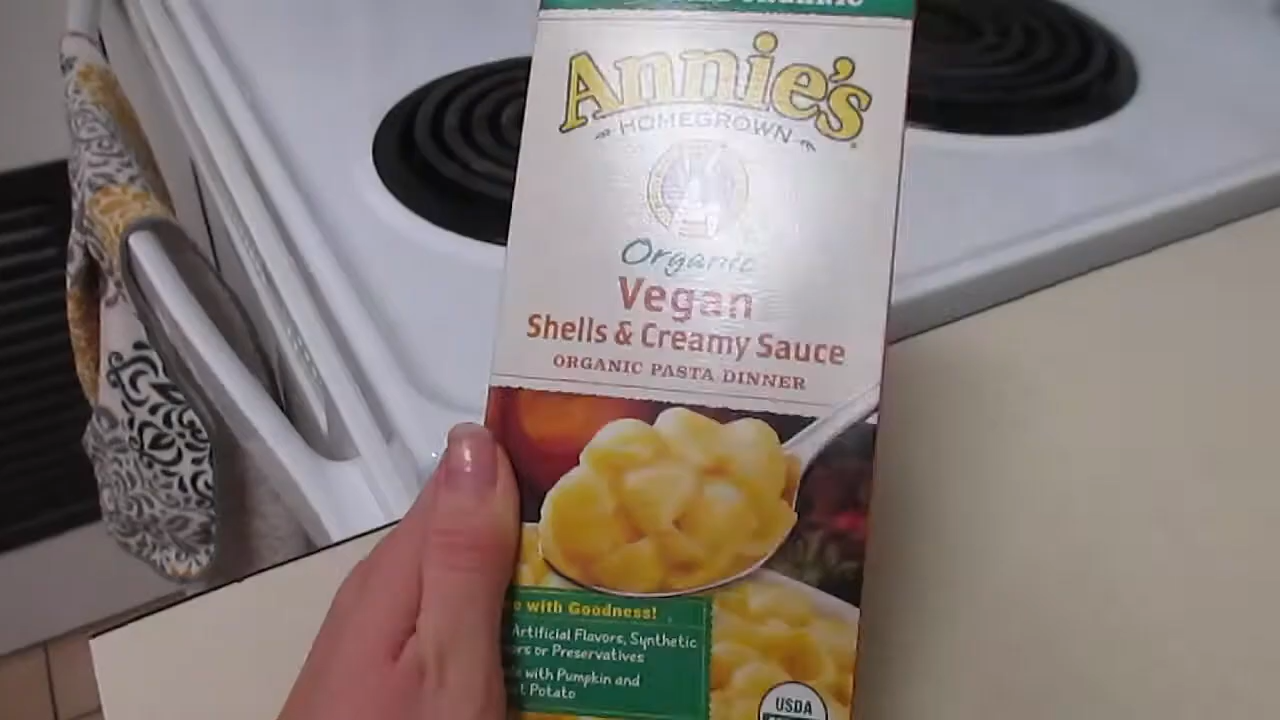 Annie's
HOMEGROWN
Organic
Vegan
Shells & Creamy Sauce
ORGANIC PASTA DINNER
with Goodness!
Artificial Flavors, Synthetic
or Preservatives
with Pumpkin and
Potato
USDA